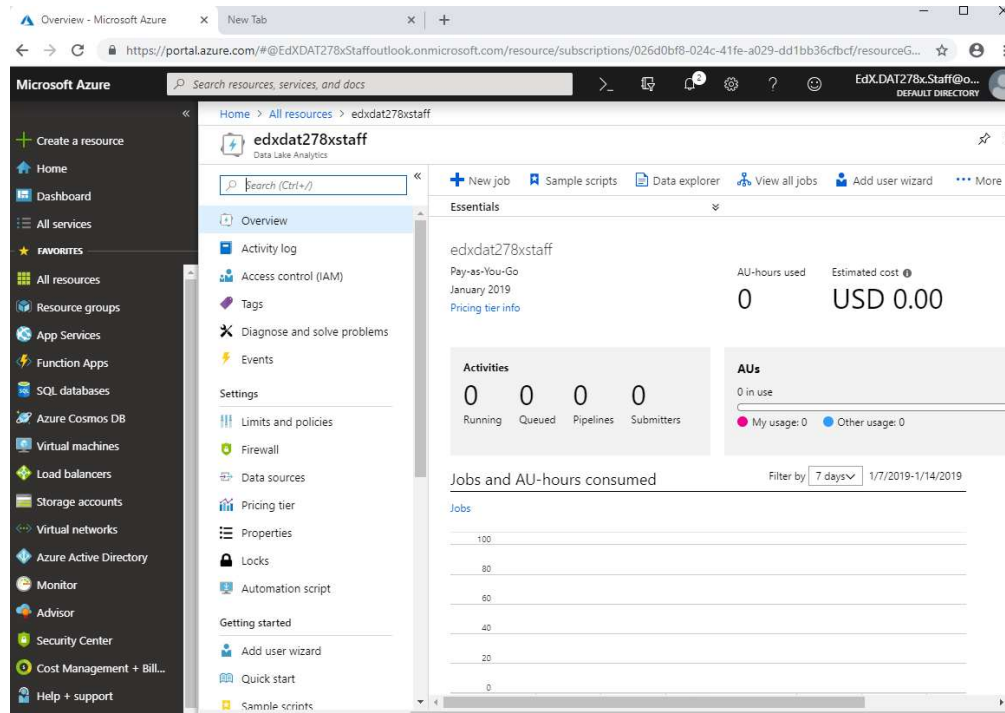 Overview - Microsoft Azure
New Tab
https://portal.azure.com/#@EdXDAT278xStaffoutlook.onmicrosoft.com/resource/subscriptions/026d0bf8-024c-41fe-a029-dd1bb36cfbcf/resourceG...
Microsoft Azure
Search resources, services, and docs
2
EdX.DAT278x.Staff@o...
DEFAULT DIRECTORY
Create a resource
Home
Dashboard
All services
FAVORITES
All resources
Resource groups
App Services
Function Apps
SQL databases
Azure Cosmos DB
Virtual machines
Load balancers
Storage accounts
Virtual networks
Azure Active Directory
Monitor
Advisor
Security Center
Cost Management + Bill...
Help + support
Home > All resources > edxdat278xstaff
edxdat278xstaff
Data Lake Analytics
Search (Ctrl+/)
Overview
Activity log
Access control (IAM)
Tags
Diagnose and solve problems
Events
Settings
Limits and policies
Firewall
Data sources
Pricing tier
Properties
Locks
Automation script
Getting started
Add user wizard
Quick start
Sample scripts
New job Sample scripts Data explorer View all jobs Add user wizard More
Essentials
edxdat278xstaff
Pay-as-You-Go
January 2019
Pricing tier info
AU-hours used
0
Estimated cost
USD 0.00
Activities
0 0 0 0
Running Queued Pipelines Submitters
AUs
0 in use
My usage: 0 Other usage: 0
Jobs and AU-hours consumed
Filter by 7 days 1/7/2019-1/14/2019
Jobs
100
80
60
40
20
0